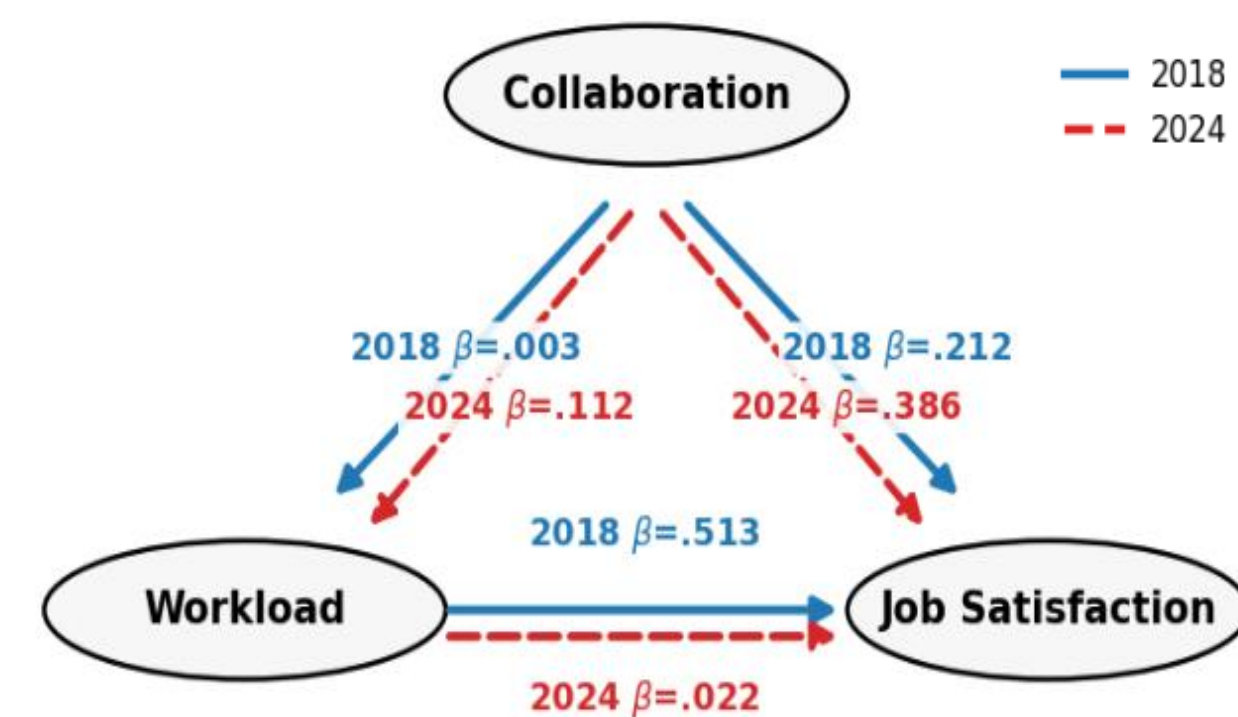 Collaboration
2018
2024
2018 β=.003
2018 β=.212
2024 β=.112
2024 β=.386
2018 β=.513
Workload
Job Satisfaction
2024 β=.022